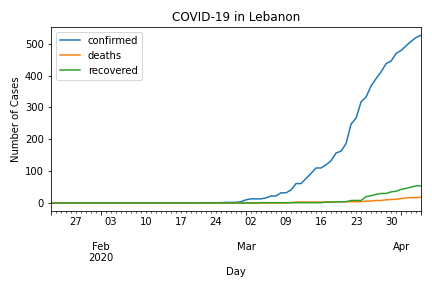 COVID-19 in Lebanon
confirmed
deaths
recovered
Number of Cases
500
400
300
200
100
0
27 03 10 17 24 02 09 16 23 30
Feb Mar Apr
2020
Day